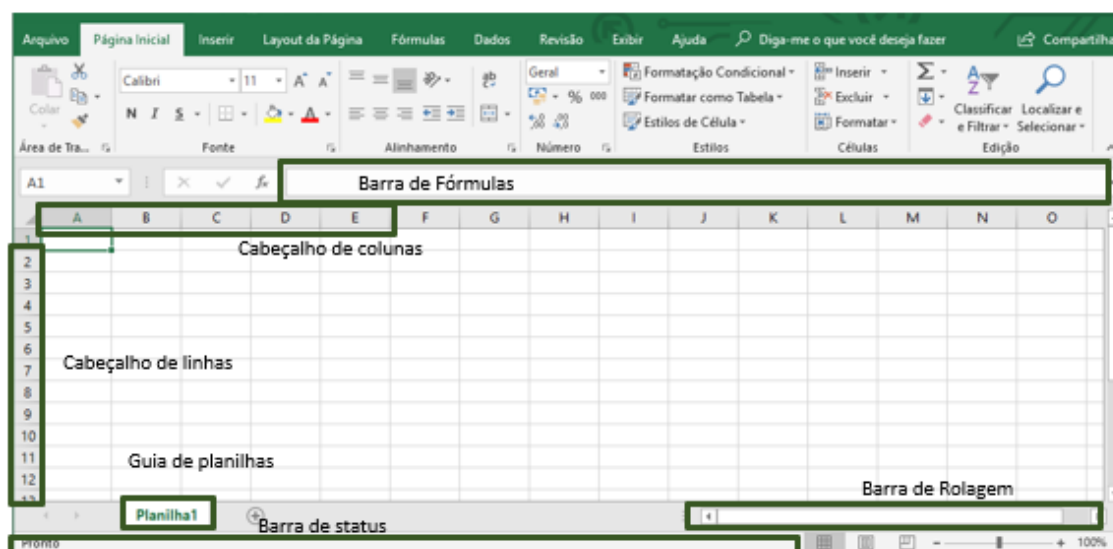 Arquivo Página Inicial Inserir Layout da Página Fórmulas Dados Revisão Exibir Ajuda Diga-me o que você deseja fazer Compartilha
Calibri 11 A A ab Geral Formatação Condicional Inserir Σ A Z
Colar N I S A % 000 Formatar como Tabela Excluir Classificar Localizar e
Estilos de Célula Formatar e Filtrar Selecionar
Área de Tra... Fonte Alinhamento Número Estilos Células Edição
A1 fx Barra de Fórmulas
A B C D E F G H I J K L M N O
1 Cabeçalho de colunas
2
3
4
5
6
7 Cabeçalho de linhas
8
9
10
11 Guia de planilhas
12 Barra de Rolagem
13
Planilha1
Barra de status
Pronto 100%